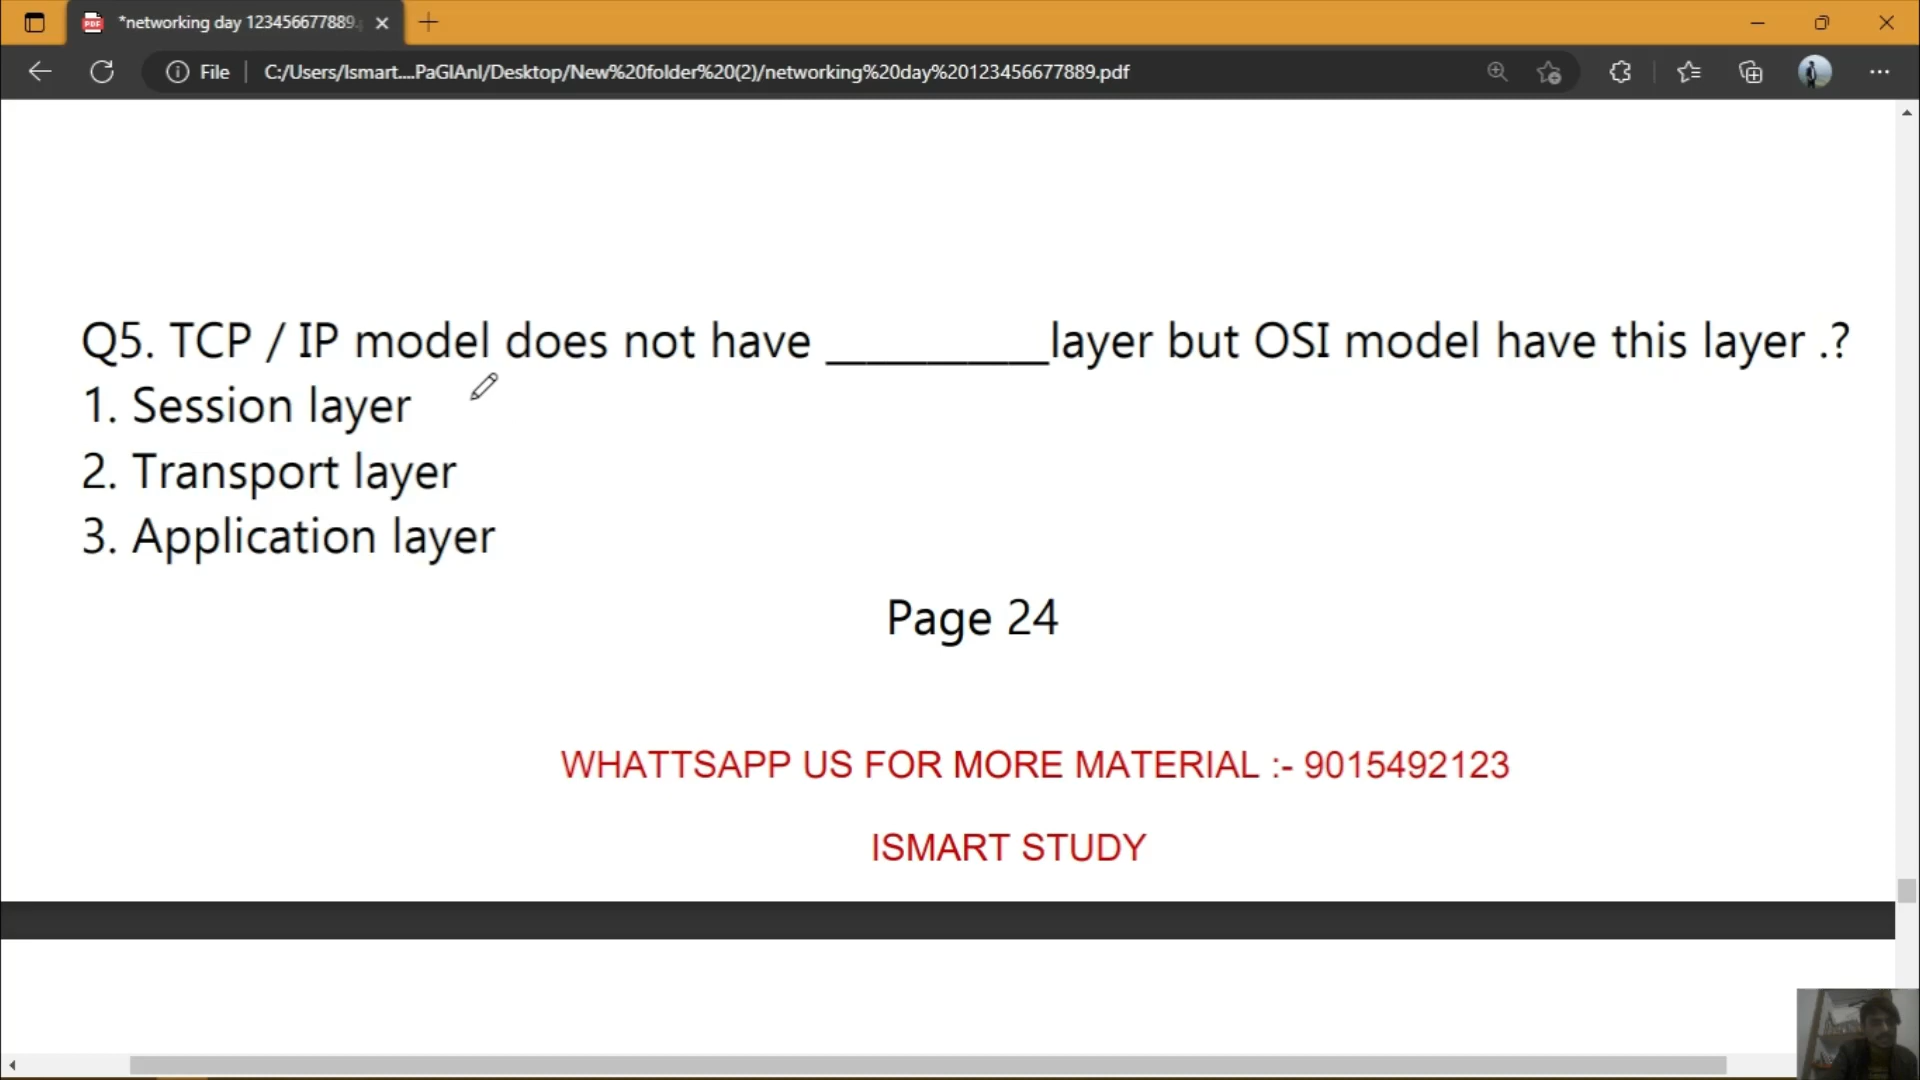 *networking day 123456677889.
File
C:/Users/Ismart....PaGlAnI/Desktop/New%20folder%20(2)/networking%20day%20123456677889.pdf
Q5. TCP / IP model does not have __________layer but OSI model have this layer .?
1. Session layer
2. Transport layer
3. Application layer
Page 24
WHATTSAPP US FOR MORE MATERIAL :- 9015492123
ISMART STUDY